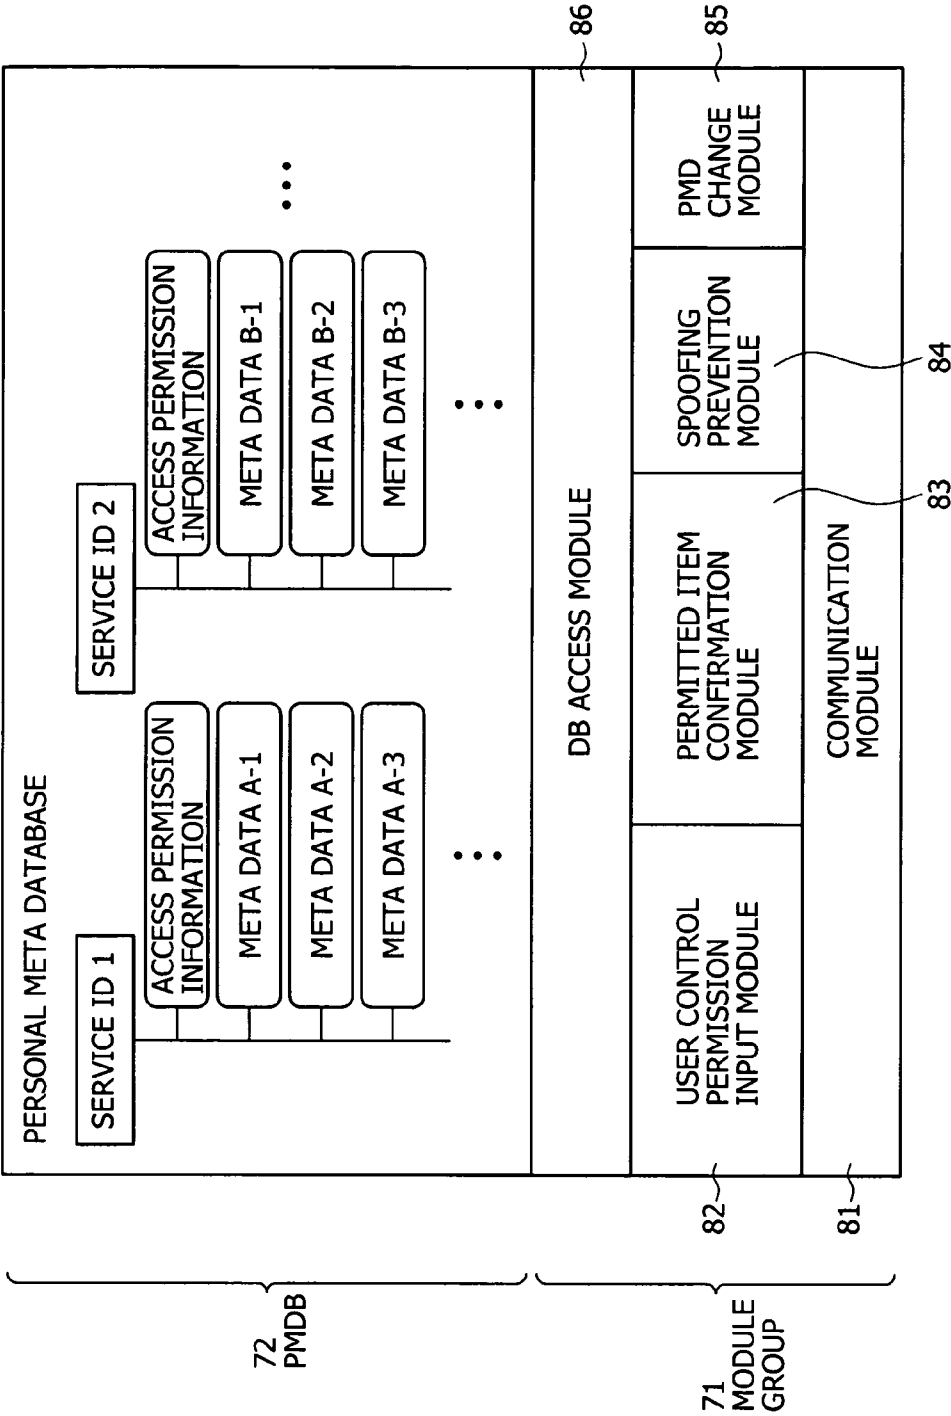 72
PMDB
PERSONAL META DATABASE
SERVICE ID 1
ACCESS PERMISSION
INFORMATION
META DATA A-1
META DATA A-2
META DATA A-3
•••
SERVICE ID 2
ACCESS PERMISSION
INFORMATION
META DATA B-1
META DATA B-2
META DATA B-3
•••
•••
71
MODULE
GROUP
DB ACCESS MODULE
86
82
USER CONTROL
PERMISSION
INPUT MODULE
PERMITTED ITEM
CONFIRMATION
MODULE
SPOOFING
PREVENTION
MODULE
PMD
CHANGE
MODULE
85
81
COMMUNICATION
MODULE
83
84